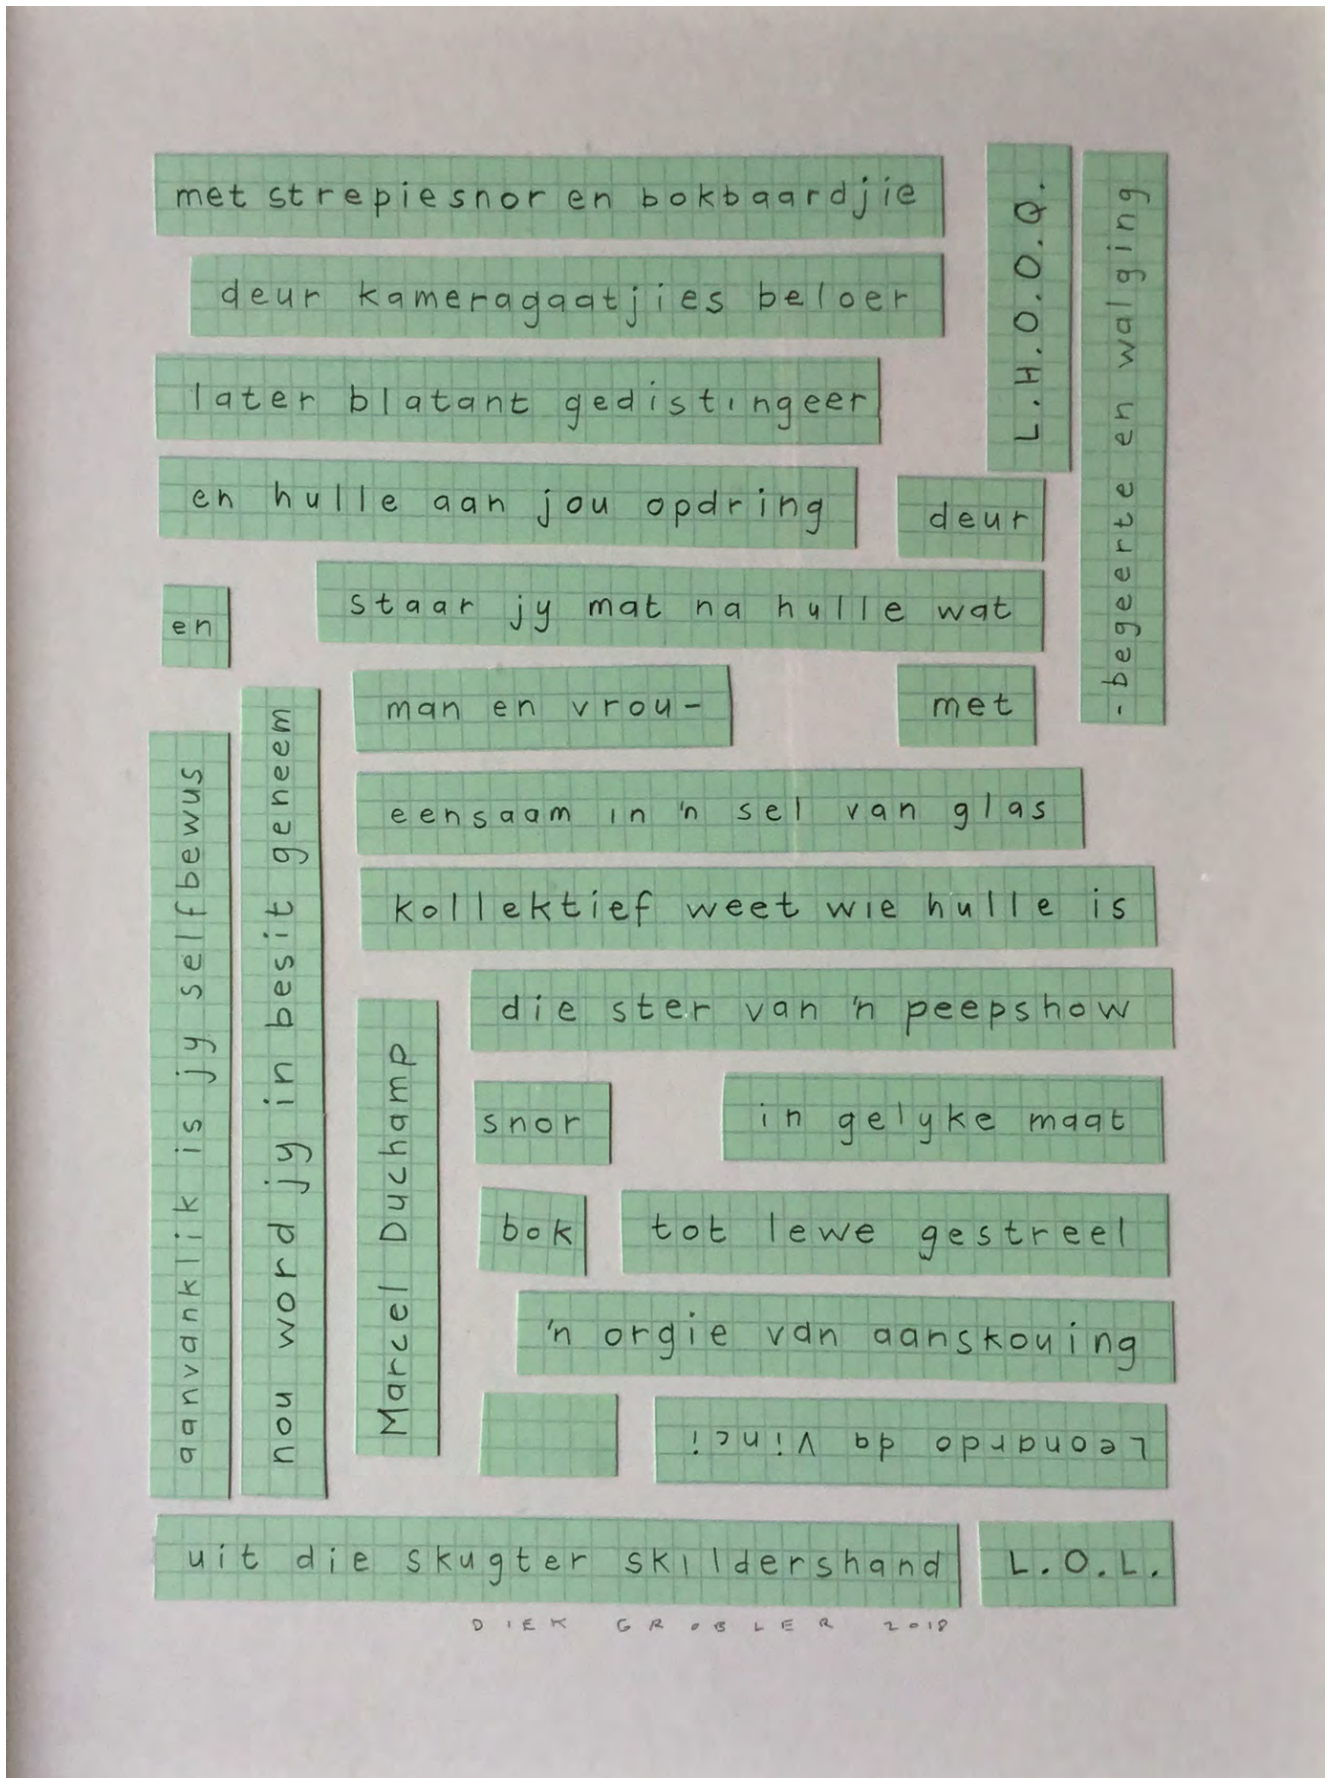 met strepiesnor en bokbaardjie
L.H.O.O.Q.
-begeerte en walging
deur kameragaatjies beloer
later blatant gedistingeer
en hulle aan jou opdring
deur
en
staar jy mat na hulle wat
man en vrou-
met
aanvanklik is jy selfbewus
nou word jy in besit geneem
eensaam in 'n sel van glas
kollektief weet wie hulle is
die ster van 'n peepshow
Marcel Duchamp
snor
in gelyke maat
bok
tot lewe gestreel
'n orgie van aanskouing
Leonardo da Vinci
uit die skugter skildershand
L.O.L.
DIEK GROBLER 2018